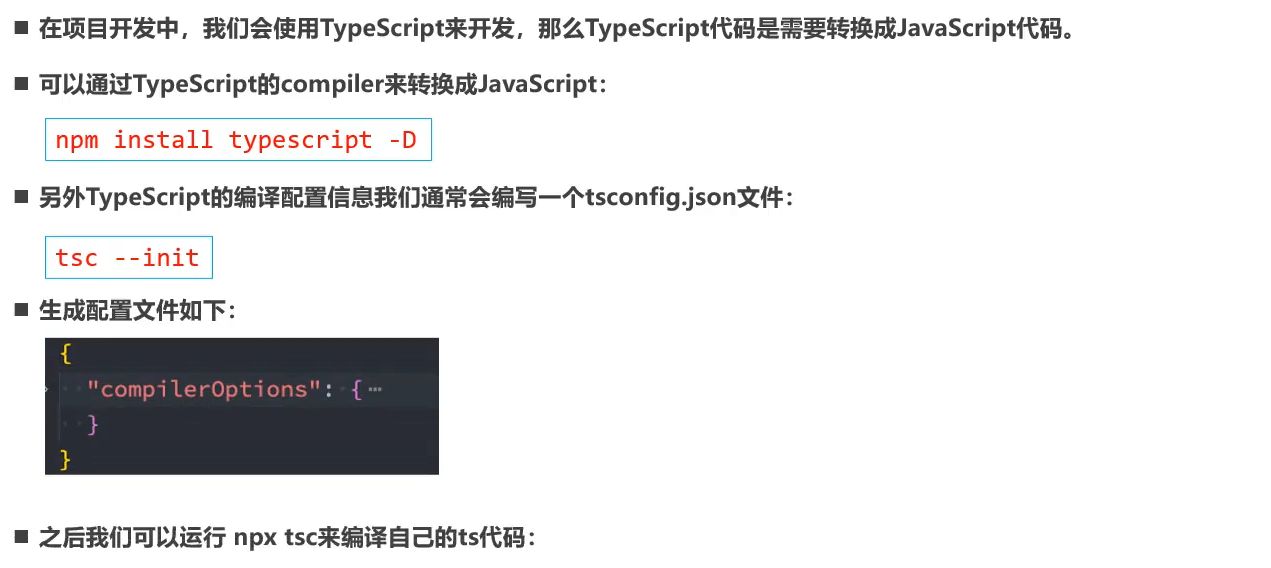 ■ 在项目开发中，我们会使用TypeScript来开发，那么TypeScript代码是需要转换成JavaScript代码。
■ 可以通过TypeScript的compiler来转换成JavaScript：
npm install typescript -D
■ 另外TypeScript的编译配置信息我们通常会编写一个tsconfig.json文件：
tsc --init
■ 生成配置文件如下：
{
"compilerOptions": {…
}
}
■ 之后我们可以运行 npx tsc来编译自己的ts代码：